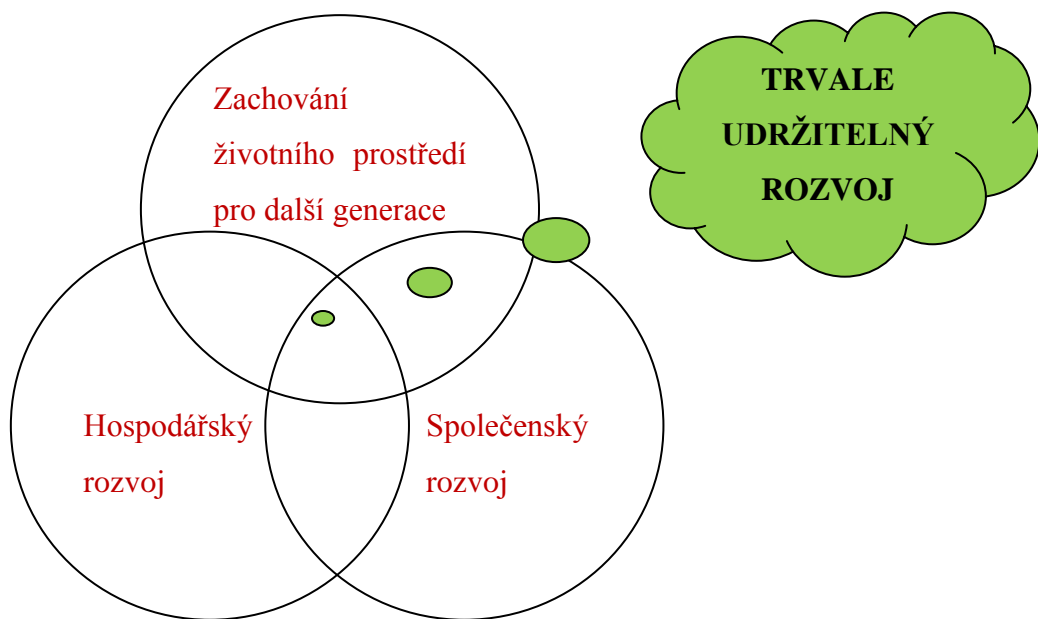 Zachování
životního prostředí
pro další generace
TRVALE
UDRŽITELNÝ
ROZVOJ
Hospodářský
rozvoj
Společenský
rozvoj